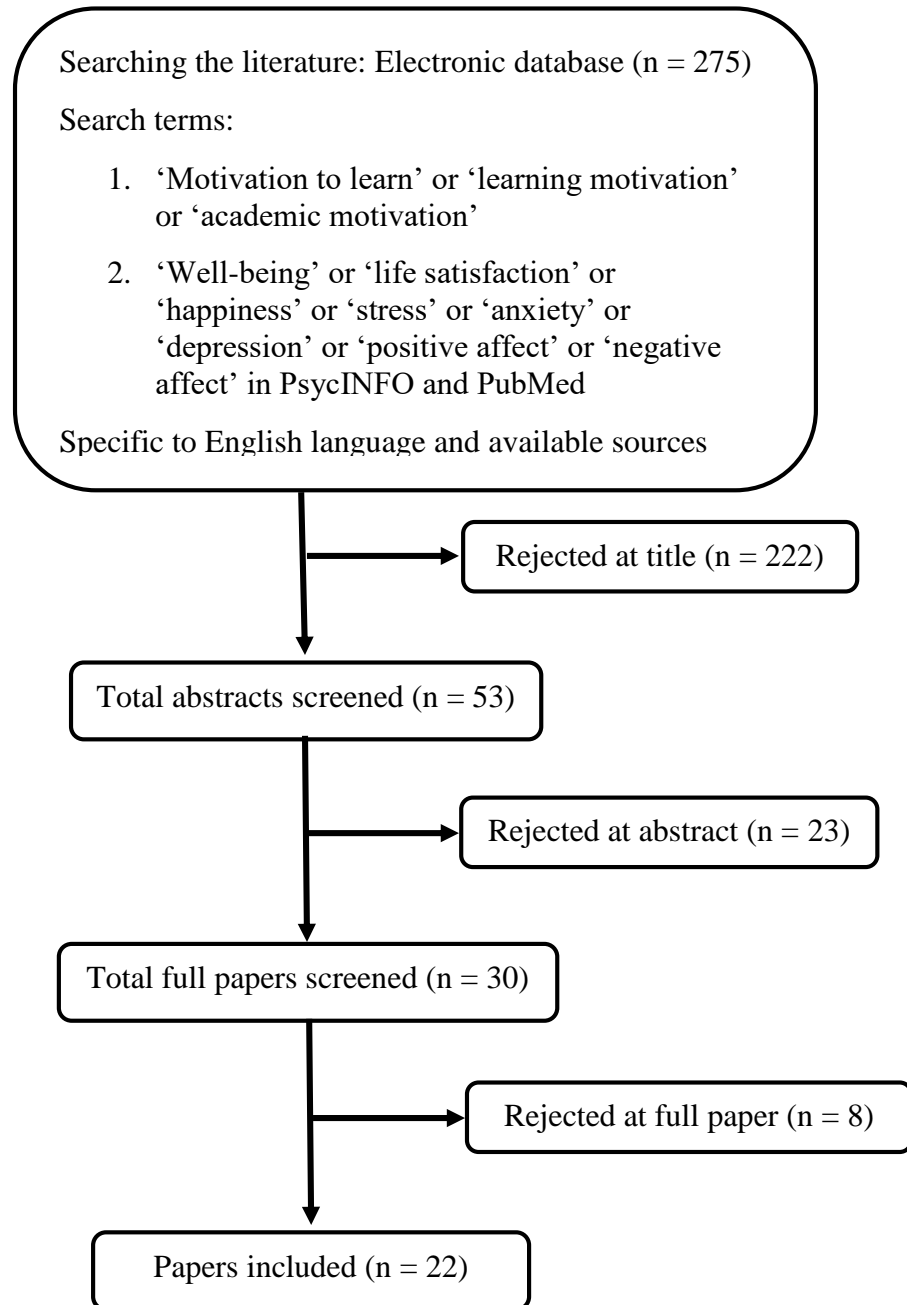 Searching the literature: Electronic database (n = 275)
Search terms:
1. ‘Motivation to learn’ or ‘learning motivation’
or ‘academic motivation’
2. ‘Well-being’ or ‘life satisfaction’ or
‘happiness’ or ‘stress’ or ‘anxiety’ or
‘depression’ or ‘positive affect’ or ‘negative
affect’ in PsycINFO and PubMed
Specific to English language and available sources
Rejected at title (n = 222)
Total abstracts screened (n = 53)
Rejected at abstract (n = 23)
Total full papers screened (n = 30)
Rejected at full paper (n = 8)
Papers included (n = 22)